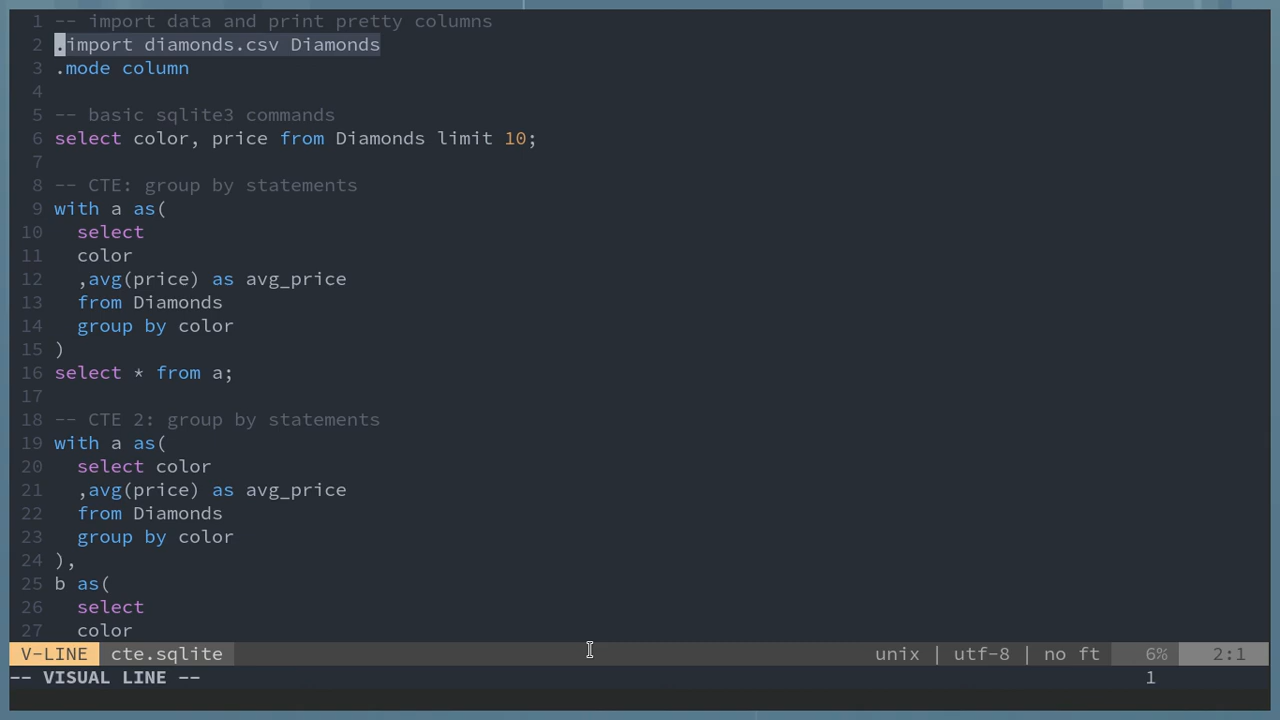 1 -- import data and print pretty columns
2 .import diamonds.csv Diamonds
3 .mode column
4
5 -- basic sqlite3 commands
6 select color, price from Diamonds limit 10;
7
8 -- CTE: group by statements
9 with a as(
10   select
11   color
12   ,avg(price) as avg_price
13   from Diamonds
14   group by color
15 )
16 select * from a;
17
18 -- CTE 2: group by statements
19 with a as(
20   select color
21   ,avg(price) as avg_price
22   from Diamonds
23   group by color
24 ),
25 b as(
26   select
27   color
V-LINE cte.sqlite unix | utf-8 | no ft 6% 2:1
-- VISUAL LINE -- 1